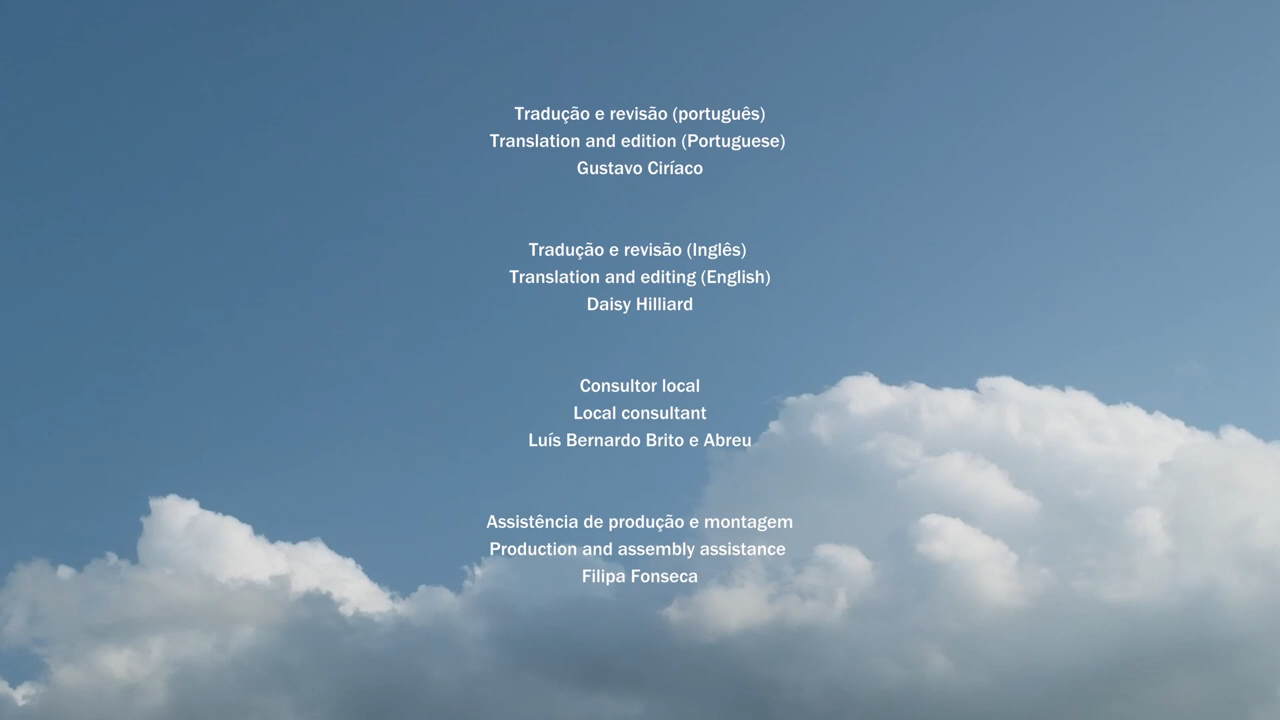 Tradução e revisão (português)
Translation and edition (Portuguese)
Gustavo Ciríaco
Tradução e revisão (Inglês)
Translation and editing (English)
Daisy Hilliard
Consultor local
Local consultant
Luís Bernardo Brito e Abreu
Assistência de produção e montagem
Production and assembly assistance
Filipa Fonseca